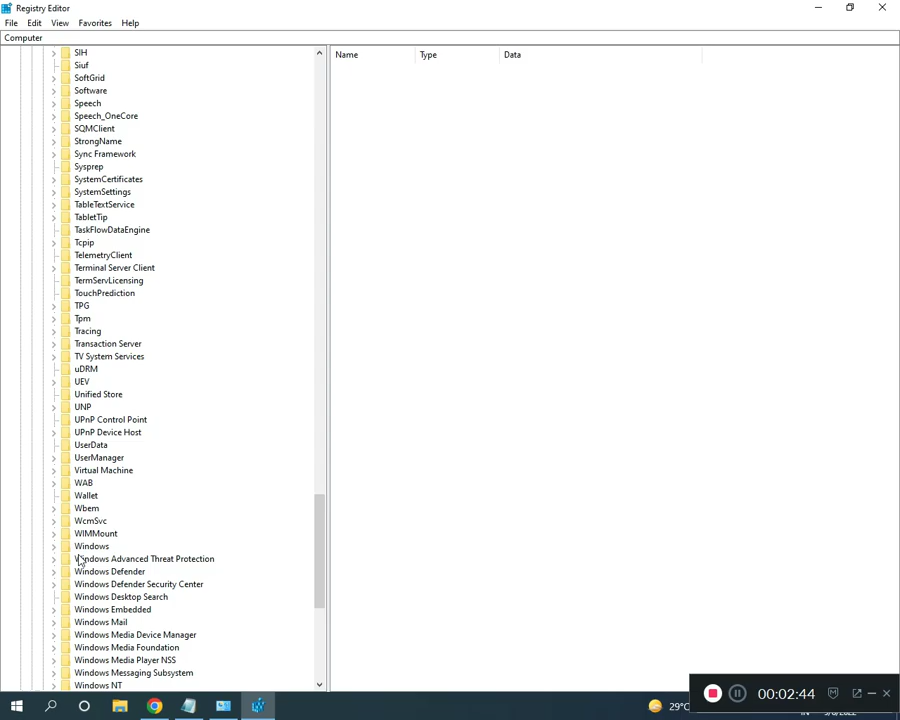 Registry Editor
File Edit View Favorites Help
Computer
Name Type Data
SIH
Siuf
SoftGrid
Software
Speech
Speech_OneCore
SQMClient
StrongName
Sync Framework
Sysprep
SystemCertificates
SystemSettings
TableTextService
TabletTip
TaskFlowDataEngine
Tcpip
TelemetryClient
Terminal Server Client
TermServLicensing
TouchPrediction
TPG
Tpm
Tracing
Transaction Server
TV System Services
uDRM
UEV
Unified Store
UNP
UPnP Control Point
UPnP Device Host
UserData
UserManager
Virtual Machine
WAB
Wallet
Wbem
WcmSvc
WIMMount
Windows
Windows Advanced Threat Protection
Windows Defender
Windows Defender Security Center
Windows Desktop Search
Windows Embedded
Windows Mail
Windows Media Device Manager
Windows Media Foundation
Windows Media Player NSS
Windows Messaging Subsystem
Windows NT
00:02:44
29°C